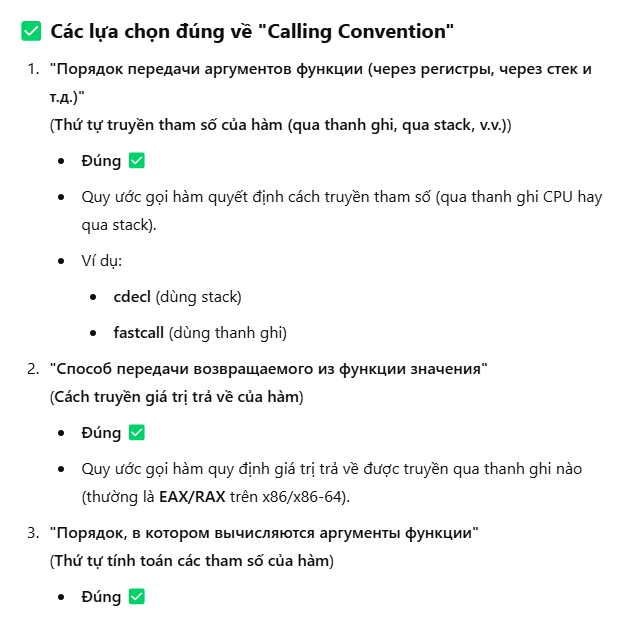 ✅ Các lựa chọn đúng về "Calling Convention"
1. "Порядок передачи аргументов функции (через регистры, через стек и
т.д.)"
(Thứ tự truyền tham số của hàm (qua thanh ghi, qua stack, v.v.))
• Đúng ✅
• Quy ước gọi hàm quyết định cách truyền tham số (qua thanh ghi CPU hay
qua stack).
• Ví dụ:
• cdecl (dùng stack)
• fastcall (dùng thanh ghi)
2. "Способ передачи возвращаемого из функции значения"
(Cách truyền giá trị trả về của hàm)
• Đúng ✅
• Quy ước gọi hàm quy định giá trị trả về được truyền qua thanh ghi nào
(thường là EAX/RAX trên x86/x86-64).
3. "Порядок, в котором вычисляются аргументы функции"
(Thứ tự tính toán các tham số của hàm)
• Đúng ✅